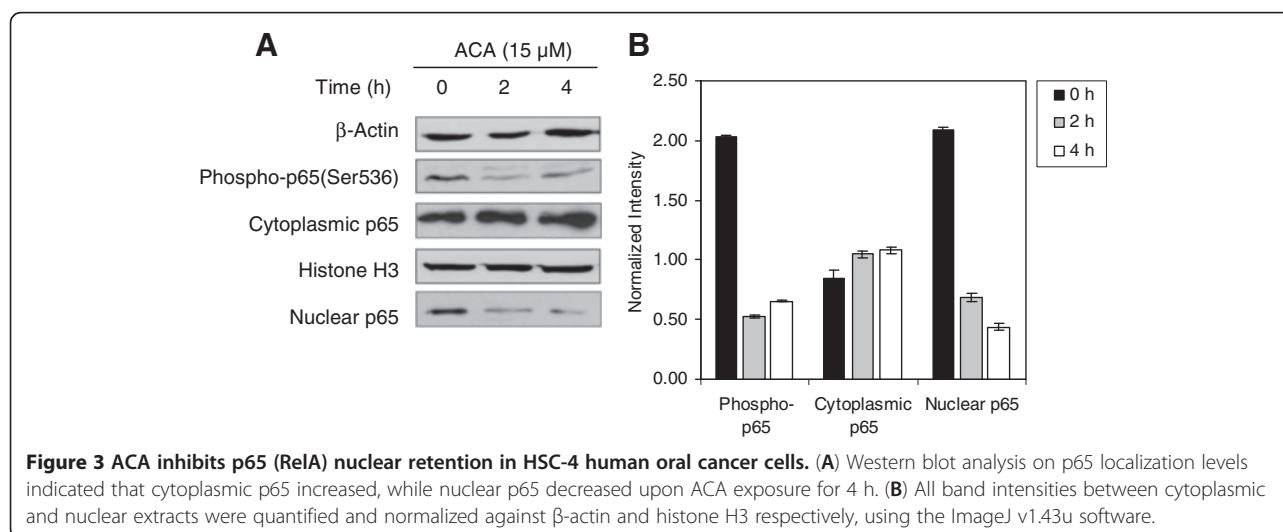 A
ACA (15 µM)
Time (h) 0 2 4
β-Actin
Phospho-p65(Ser536)
Cytoplasmic p65
Histone H3
Nuclear p65
B
Normalized Intensity
2.50
2.00
1.50
1.00
0.50
0.00
Phospho-
p65
Cytoplasmic
p65
Nuclear p65
0 h
2 h
4 h
Figure 3 ACA inhibits p65 (RelA) nuclear retention in HSC-4 human oral cancer cells. (A) Western blot analysis on p65 localization levels
indicated that cytoplasmic p65 increased, while nuclear p65 decreased upon ACA exposure for 4 h. (B) All band intensities between cytoplasmic
and nuclear extracts were quantified and normalized against β-actin and histone H3 respectively, using the ImageJ v1.43u software.